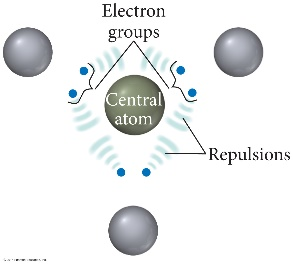 Electron
groups
Central
atom
Repulsions